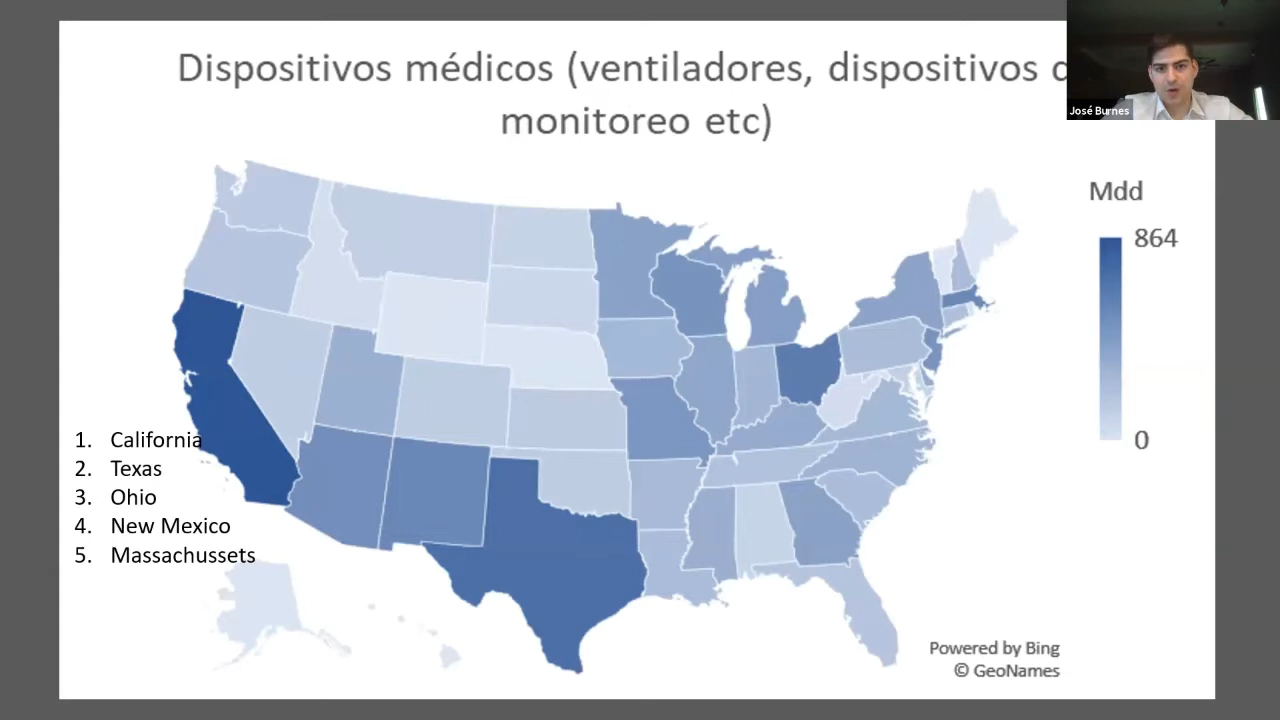 Dispositivos médicos (ventiladores, dispositivos
monitoreo etc)
José Burnes
Mdd
864
0
1. California
2. Texas
3. Ohio
4. New Mexico
5. Massachussets
Powered by Bing
© GeoNames